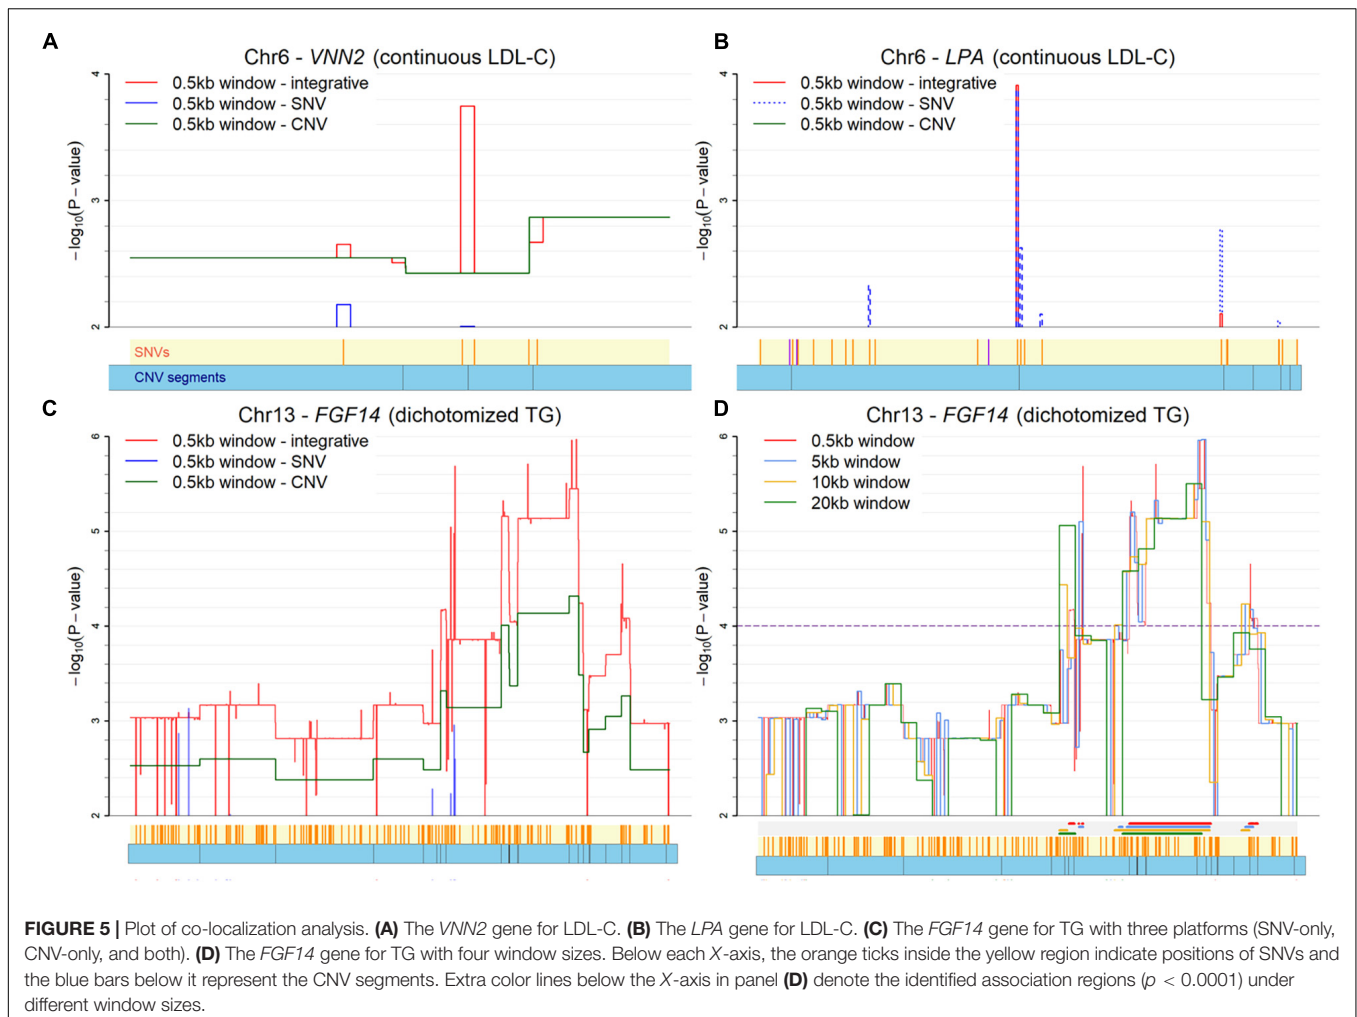 A
Chr6 - VNN2 (continuous LDL-C)
0.5kb window - integrative
0.5kb window - SNV
0.5kb window - CNV
−log10(P − value)
4
3
2
SNVs
CNV segments
B
Chr6 - LPA (continuous LDL-C)
0.5kb window - integrative
0.5kb window - SNV
0.5kb window - CNV
−log10(P − value)
4
3
2
C
Chr13 - FGF14 (dichotomized TG)
0.5kb window - integrative
0.5kb window - SNV
0.5kb window - CNV
−log10(P − value)
6
5
4
3
2
D
Chr13 - FGF14 (dichotomized TG)
0.5kb window
5kb window
10kb window
20kb window
−log10(P − value)
6
5
4
3
2
FIGURE 5 | Plot of co-localization analysis. (A) The VNN2 gene for LDL-C. (B) The LPA gene for LDL-C. (C) The FGF14 gene for TG with three platforms (SNV-only,
CNV-only, and both). (D) The FGF14 gene for TG with four window sizes. Below each X-axis, the orange ticks inside the yellow region indicate positions of SNVs and
the blue bars below it represent the CNV segments. Extra color lines below the X-axis in panel (D) denote the identified association regions (p < 0.0001) under
different window sizes.